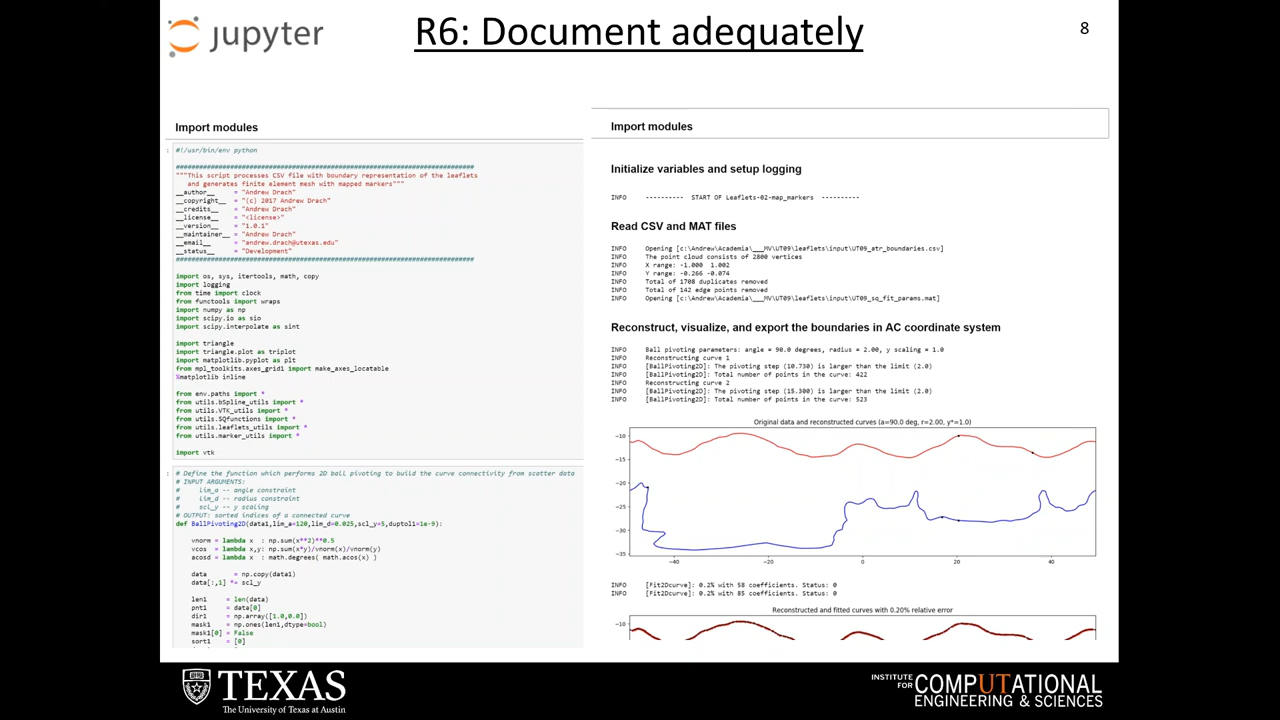 jupyter
R6: Document adequately
8
Import modules
#!/usr/bin/env python
########################################################################
"""This script processes CSV file with boundary representation of the leaflets
and generates finite element mesh with mapped markers"""
__author__ = "Andrew Drach"
__copyright__ = "(c) 2017 Andrew Drach"
__credits__ = "Andrew Drach"
__license__ = "<license>"
__version__ = "1.0.1"
__maintainer__ = "Andrew Drach"
__email__ = "andrew.drach@utexas.edu"
__status__ = "Development"
########################################################################
import os, sys, itertools, math, copy
import logging
from time import clock
from functools import wraps
import numpy as np
import scipy.io as sio
import scipy.interpolate as sint
import triangle
import triangle.plot as triplot
import matplotlib.pyplot as plt
from mpl_toolkits.axes_grid1 import make_axes_locatable
%matplotlib inline
from env.paths import *
from utils.bSpline_utils import *
from utils.VTK_utils import *
from utils.SQfunctions import *
from utils.leaflets_utils import *
from utils.marker_utils import *
import vtk
# Define the function which performs 2D ball pivoting to build the curve connectivity from scatter data
# INPUT ARGUMENTS:
# lim_a -- angle constraint
# lim_d -- radius constraint
# scl_y -- y scaling
# OUTPUT: sorted indices of a connected curve
def BallPivoting2D(data1,lim_a=120,lim_d=0.025,scl_y=5,duptol1=1e-9):
vnorm = lambda x : np.sum(x**2)**0.5
vcos = lambda x,y: np.sum(x*y)/vnorm(x)/vnorm(y)
acosd = lambda x : math.degrees( math.acos(x) )
data = np.copy(data1)
data[:,1] *= scl_y
len1 = len(data)
pnt1 = data[0]
dir1 = np.array([1.0,0.0])
mask1 = np.ones(len1,dtype=bool)
mask1[0] = False
sort1 = [0]
Import modules
Initialize variables and setup logging
INFO ---------- START OF Leaflets-02-map_markers ----------
Read CSV and MAT files
INFO Opening [c:\Andrew\Academia\___MV\UT09\leaflets\input\UT09_atr_boundaries.csv]
INFO The point cloud consists of 2800 vertices
INFO X range: -1.000 1.002
INFO Y range: -0.266 -0.074
INFO Total of 1708 duplicates removed
INFO Total of 142 edge points removed
INFO Opening [c:\Andrew\Academia\___MV\UT09\leaflets\input\UT09_sq_fit_params.mat]
Reconstruct, visualize, and export the boundaries in AC coordinate system
INFO Ball pivoting parameters: angle = 90.0 degrees, radius = 2.00, y scaling = 1.0
INFO Reconstructing curve 1
INFO [BallPivoting2D]: The pivoting step (10.730) is larger than the limit (2.0)
INFO [BallPivoting2D]: Total number of points in the curve: 422
INFO Reconstructing curve 2
INFO [BallPivoting2D]: The pivoting step (15.300) is larger than the limit (2.0)
INFO [BallPivoting2D]: Total number of points in the curve: 523
Original data and reconstructed curves (a=90.0 deg, r=2.00, y*=1.0)
−10
−15
−20
−25
−30
−35
−40 −20 0 20 40
INFO [Fit2Dcurve]: 0.2% with 58 coefficients. Status: 0
INFO [Fit2Dcurve]: 0.2% with 85 coefficients. Status: 0
Reconstructed and fitted curves with 0.20% relative error
−10
TEXAS
The University of Texas at Austin
INSTITUTE
FOR
COMPUTATIONAL
ENGINEERING & SCIENCES